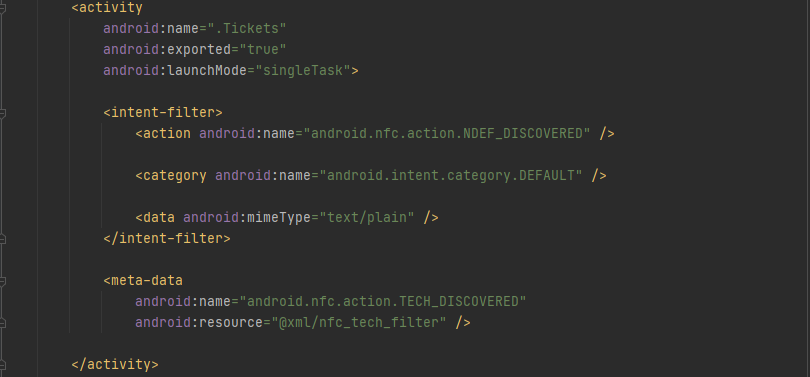 <activity
android:name=".Tickets"
android:exported="true"
android:launchMode="singleTask">
<intent-filter>
<action android:name="android.nfc.action.NDEF_DISCOVERED" />
<category android:name="android.intent.category.DEFAULT" />
<data android:mimeType="text/plain" />
</intent-filter>
<meta-data
android:name="android.nfc.action.TECH_DISCOVERED"
android:resource="@xml/nfc_tech_filter" />
</activity>